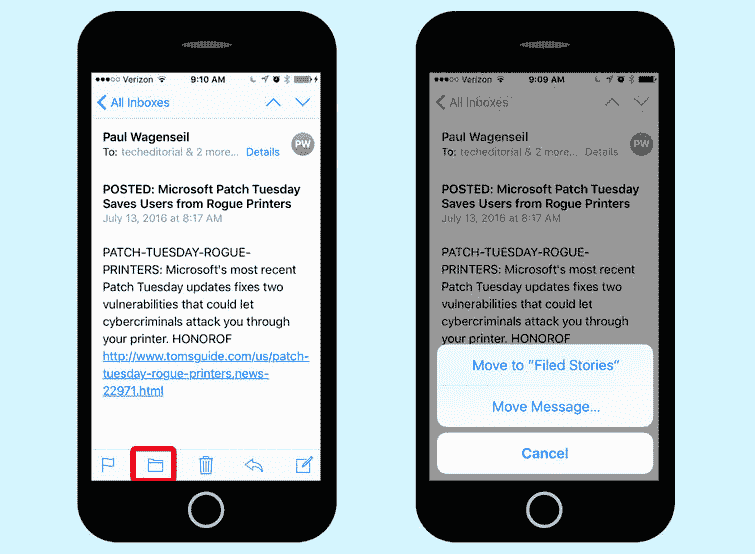 Verizon 9:10 AM
All Inboxes
Paul Wagenseil
To: techeditorial & 2 more... Details
PW
POSTED: Microsoft Patch Tuesday
Saves Users from Rogue Printers
July 13, 2016 at 8:17 AM
PATCH-TUESDAY-ROGUE-
PRINTERS: Microsoft's most recent
Patch Tuesday updates fixes two
vulnerabilities that could let
cybercriminals attack you through
your printer. HONOROF
http://www.tomsguide.com/us/patch-
tuesday-rogue-printers,news-
22971.html
Verizon 9:09 AM
All Inboxes
Paul Wagenseil
To: techeditorial & 2 more... Details
PW
POSTED: Microsoft Patch Tuesday
Saves Users from Rogue Printers
July 13, 2016 at 8:17 AM
PATCH-TUESDAY-ROGUE-
PRINTERS: Microsoft's most recent
Patch Tuesday updates fixes two
vulnerabilities that could let
cybercriminals attack you through
your printer. HONOROF
Move to "Filed Stories"
Move Message...
Cancel